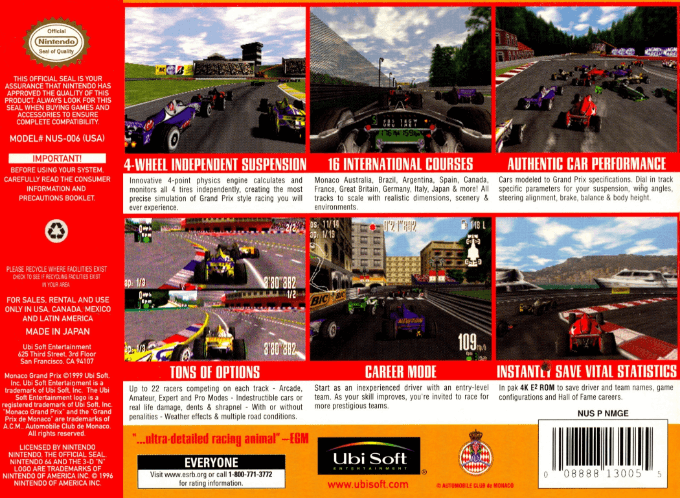 Official
Nintendo
Seal of Quality
THIS OFFICIAL SEAL IS YOUR
ASSURANCE THAT NINTENDO HAS
APPROVED THE QUALITY OF THIS
PRODUCT. ALWAYS LOOK FOR THIS
SEAL WHEN BUYING GAMES AND
ACCESSORIES TO ENSURE
COMPLETE COMPATIBILITY.
MODEL# NUS-006 (USA)
IMPORTANT!
BEFORE USING YOUR SYSTEM,
CAREFULLY READ THE CONSUMER
INFORMATION AND
PRECAUTIONS BOOKLET.
PLEASE RECYCLE WHERE FACILITIES EXIST
CHECK TO SEE IF RECYCLING FACILITIES EXIST
IN YOUR AREA
FOR SALES, RENTAL AND USE
ONLY IN USA, CANADA, MEXICO
AND LATIN AMERICA
MADE IN JAPAN
Ubi Soft Entertainment
625 Third Street, 3rd Floor
San Francisco, CA 94107
Monaco Grand Prix ©1999 Ubi Soft,
Inc. Ubi Soft Entertainment is a
trademark of Ubi Soft, Inc. The Ubi
Soft Entertainment logo is a
registered trademark of Ubi Soft, Inc.
"Monaco Grand Prix" and the "Grand
Prix de Monaco" are trademarks of
A.C.M., Automobile Club de Monaco.
All rights reserved.
LICENSED BY NINTENDO
NINTENDO, THE OFFICIAL SEAL,
NINTENDO 64 AND THE 3-D "N"
LOGO ARE TRADEMARKS OF
NINTENDO OF AMERICA INC. © 1996
NINTENDO OF AMERICA INC.
4-WHEEL INDEPENDENT SUSPENSION
Innovative 4-point physics engine calculates and
monitors all 4 tires independently, creating the most
precise simulation of Grand Prix style racing you will
ever experience.
16 INTERNATIONAL COURSES
Monaco Australia, Brazil, Argentina, Spain, Canada,
France, Great Britain, Germany, Italy, Japan & more! All
tracks to scale with realistic dimensions, scenery &
environments.
AUTHENTIC CAR PERFORMANCE
Cars modeled to Grand Prix specifications. Dial in track
specific parameters for your suspension, wing angles,
steering alignment, brake, balance & body height.
2/2
1/2
TONS OF OPTIONS
Up to 22 racers competing on each track - Arcade,
Amateur, Expert and Pro Modes - Indestructible cars or
real life damage, dents & shrapnel - With or without
penalties - Weather effects & multiple road conditions.
109
CAREER MODE
Start as an inexperienced driver with an entry-level
team. As your skill improves, you're invited to race for
more prestigious teams.
INSTANTLY SAVE VITAL STATISTICS
In pak 4K E² ROM to save driver and team names, game
configurations and Hall of Fame careers.
"...ultra-detailed racing animal" —EGM
EVERYONE
Visit www.esrb.org or call 1-800-771-3772
for rating information.
Ubi Soft
ENTERTAINMENT
www.ubisoft.com
© AUTOMOBILE CLUB de MONACO
NUS P NMGE
0 08888 13005 5